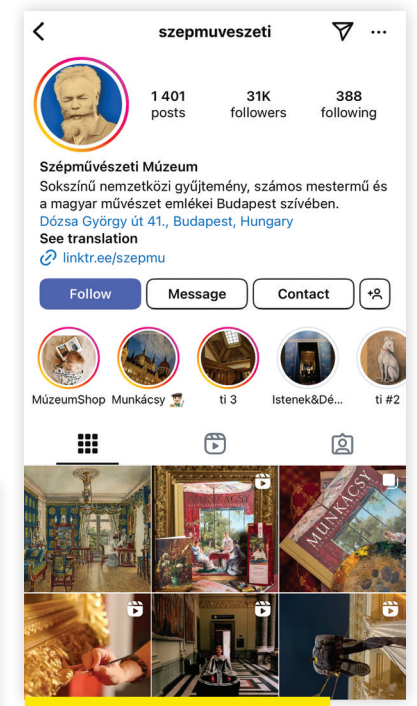 szepmuveszeti
1 401 31K 388
posts followers following
Szépművészeti Múzeum
Sokszínű nemzetközi gyűjtemény, számos mestermű és
a magyar művészet emlékei Budapest szívében.
Dózsa György út 41., Budapest, Hungary
See translation
linktr.ee/szepmu
Follow Message Contact
MúzeumShop Munkácsy ti 3 Istenek&Dé... ti #2
MUNKÁCSY
MUNKÁCSY